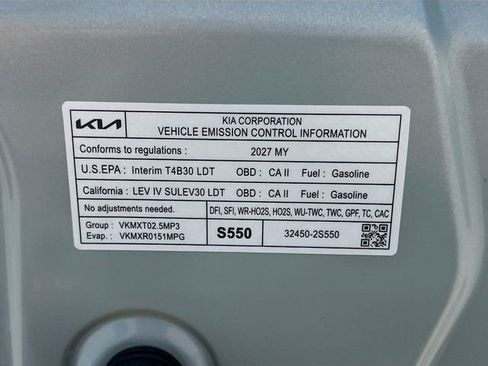 KIA
KIA CORPORATION
VEHICLE EMISSION CONTROL INFORMATION
Conforms to regulations : 2027 MY
U.S.EPA : Interim T4B30 LDT OBD : CA II Fuel : Gasoline
California : LEV IV SULEV30 LDT OBD : CA II Fuel : Gasoline
No adjustments needed.
DFI, SFI, WR-HO2S, HO2S, WU-TWC, TWC, GPF, TC, CAC
Group : VKMXT02.5MP3
Evap. : VKMXR0151MPG
S550
32450-2S550